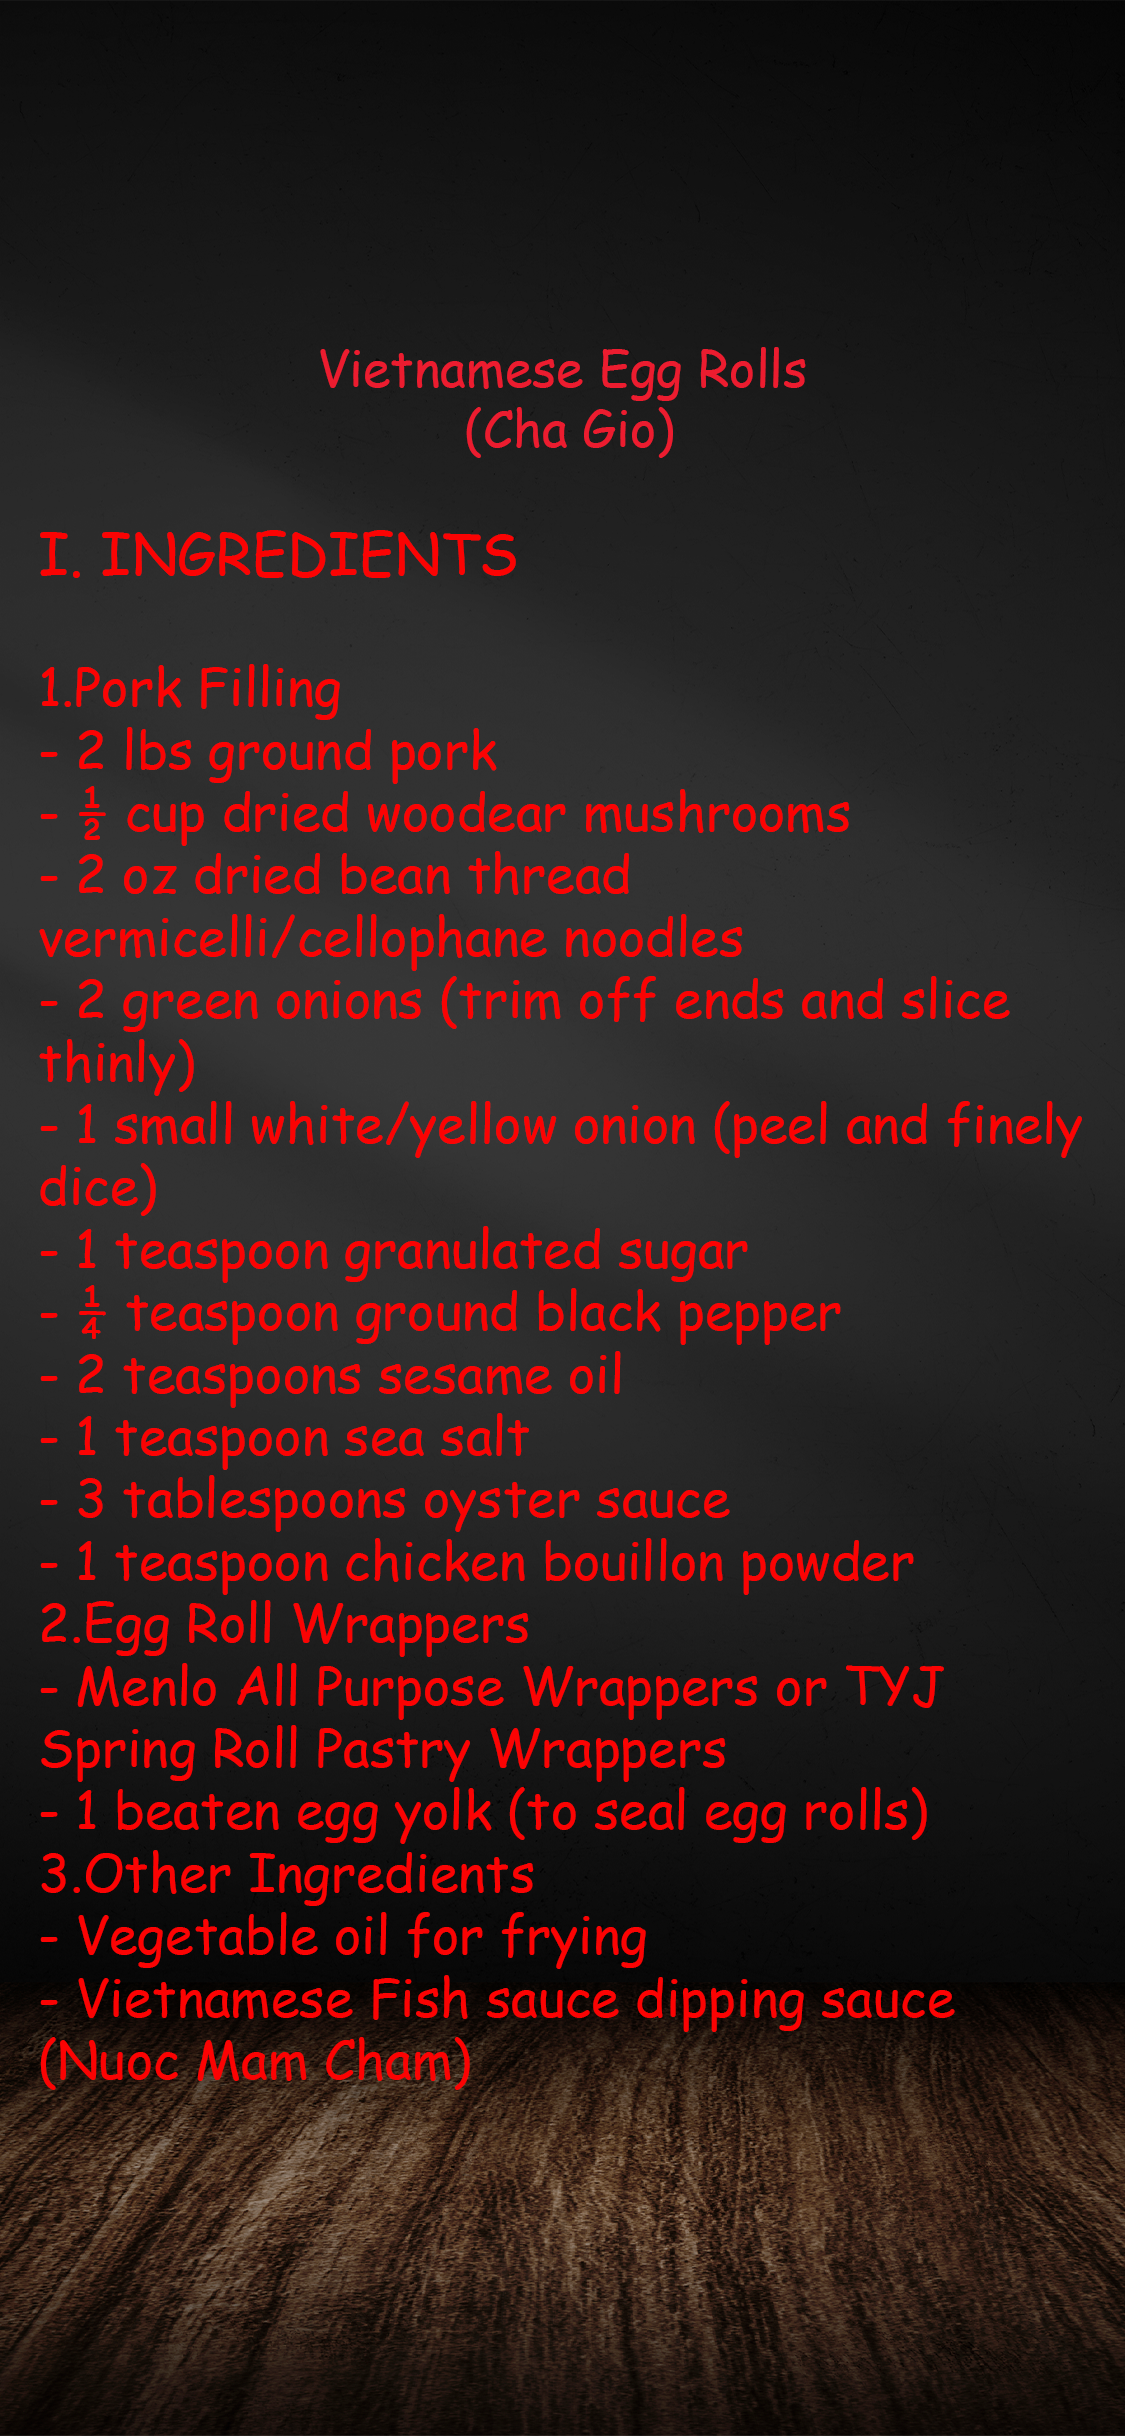 Vietnamese Egg Rolls
(Cha Gio)
I. INGREDIENTS
1.Pork Filling
- 2 lbs ground pork
- ½ cup dried woodear mushrooms
- 2 oz dried bean thread
vermicelli/cellophane noodles
- 2 green onions (trim off ends and slice
thinly)
- 1 small white/yellow onion (peel and finely
dice)
- 1 teaspoon granulated sugar
- ¼ teaspoon ground black pepper
- 2 teaspoons sesame oil
- 1 teaspoon sea salt
- 3 tablespoons oyster sauce
- 1 teaspoon chicken bouillon powder
2.Egg Roll Wrappers
- Menlo All Purpose Wrappers or TYJ
Spring Roll Pastry Wrappers
- 1 beaten egg yolk (to seal egg rolls)
3.Other Ingredients
- Vegetable oil for frying
- Vietnamese Fish sauce dipping sauce
(Nuoc Mam Cham)